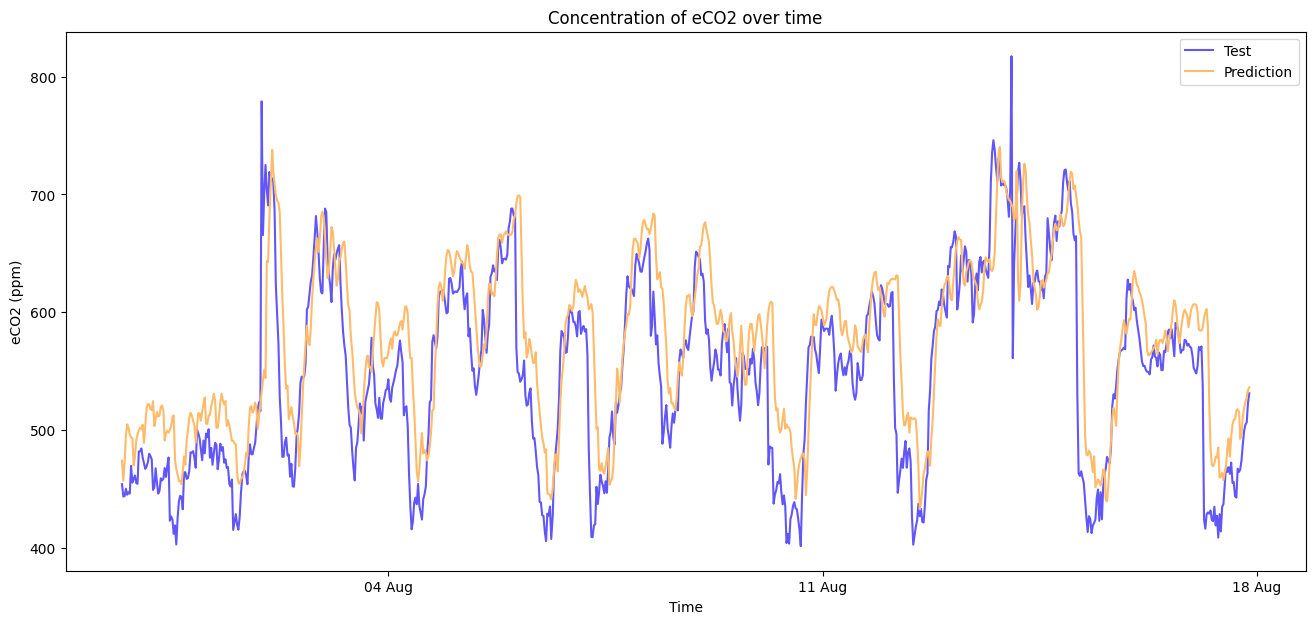 Concentration of eCO2 over time
Test
Prediction
eCO2 (ppm)
800
700
600
500
400
04 Aug
11 Aug
18 Aug
Time